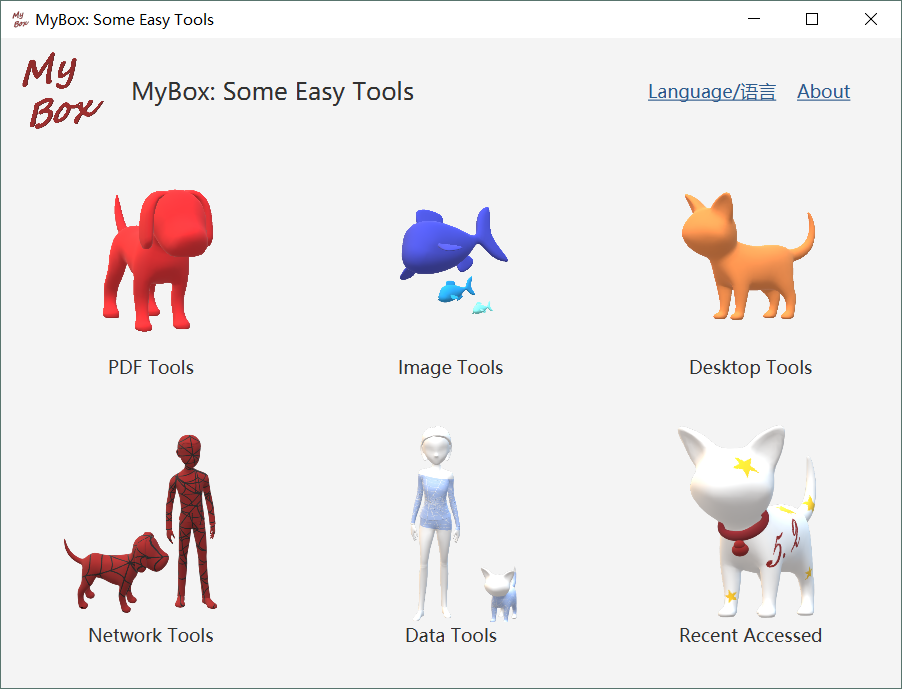 My Box
MyBox: Some Easy Tools
My
Box
MyBox: Some Easy Tools
Language/语言
About
PDF Tools
Image Tools
Desktop Tools
Network Tools
Data Tools
5.2
Recent Accessed